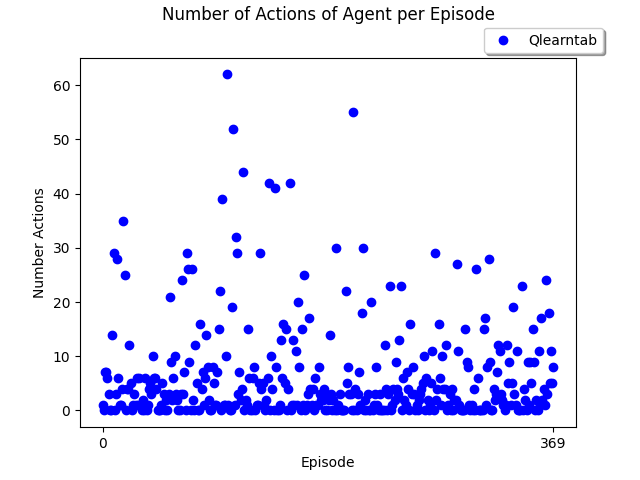 Number of Actions of Agent per Episode
Qlearntab
60
50
40
30
20
10
0
Number Actions
0
369
Episode